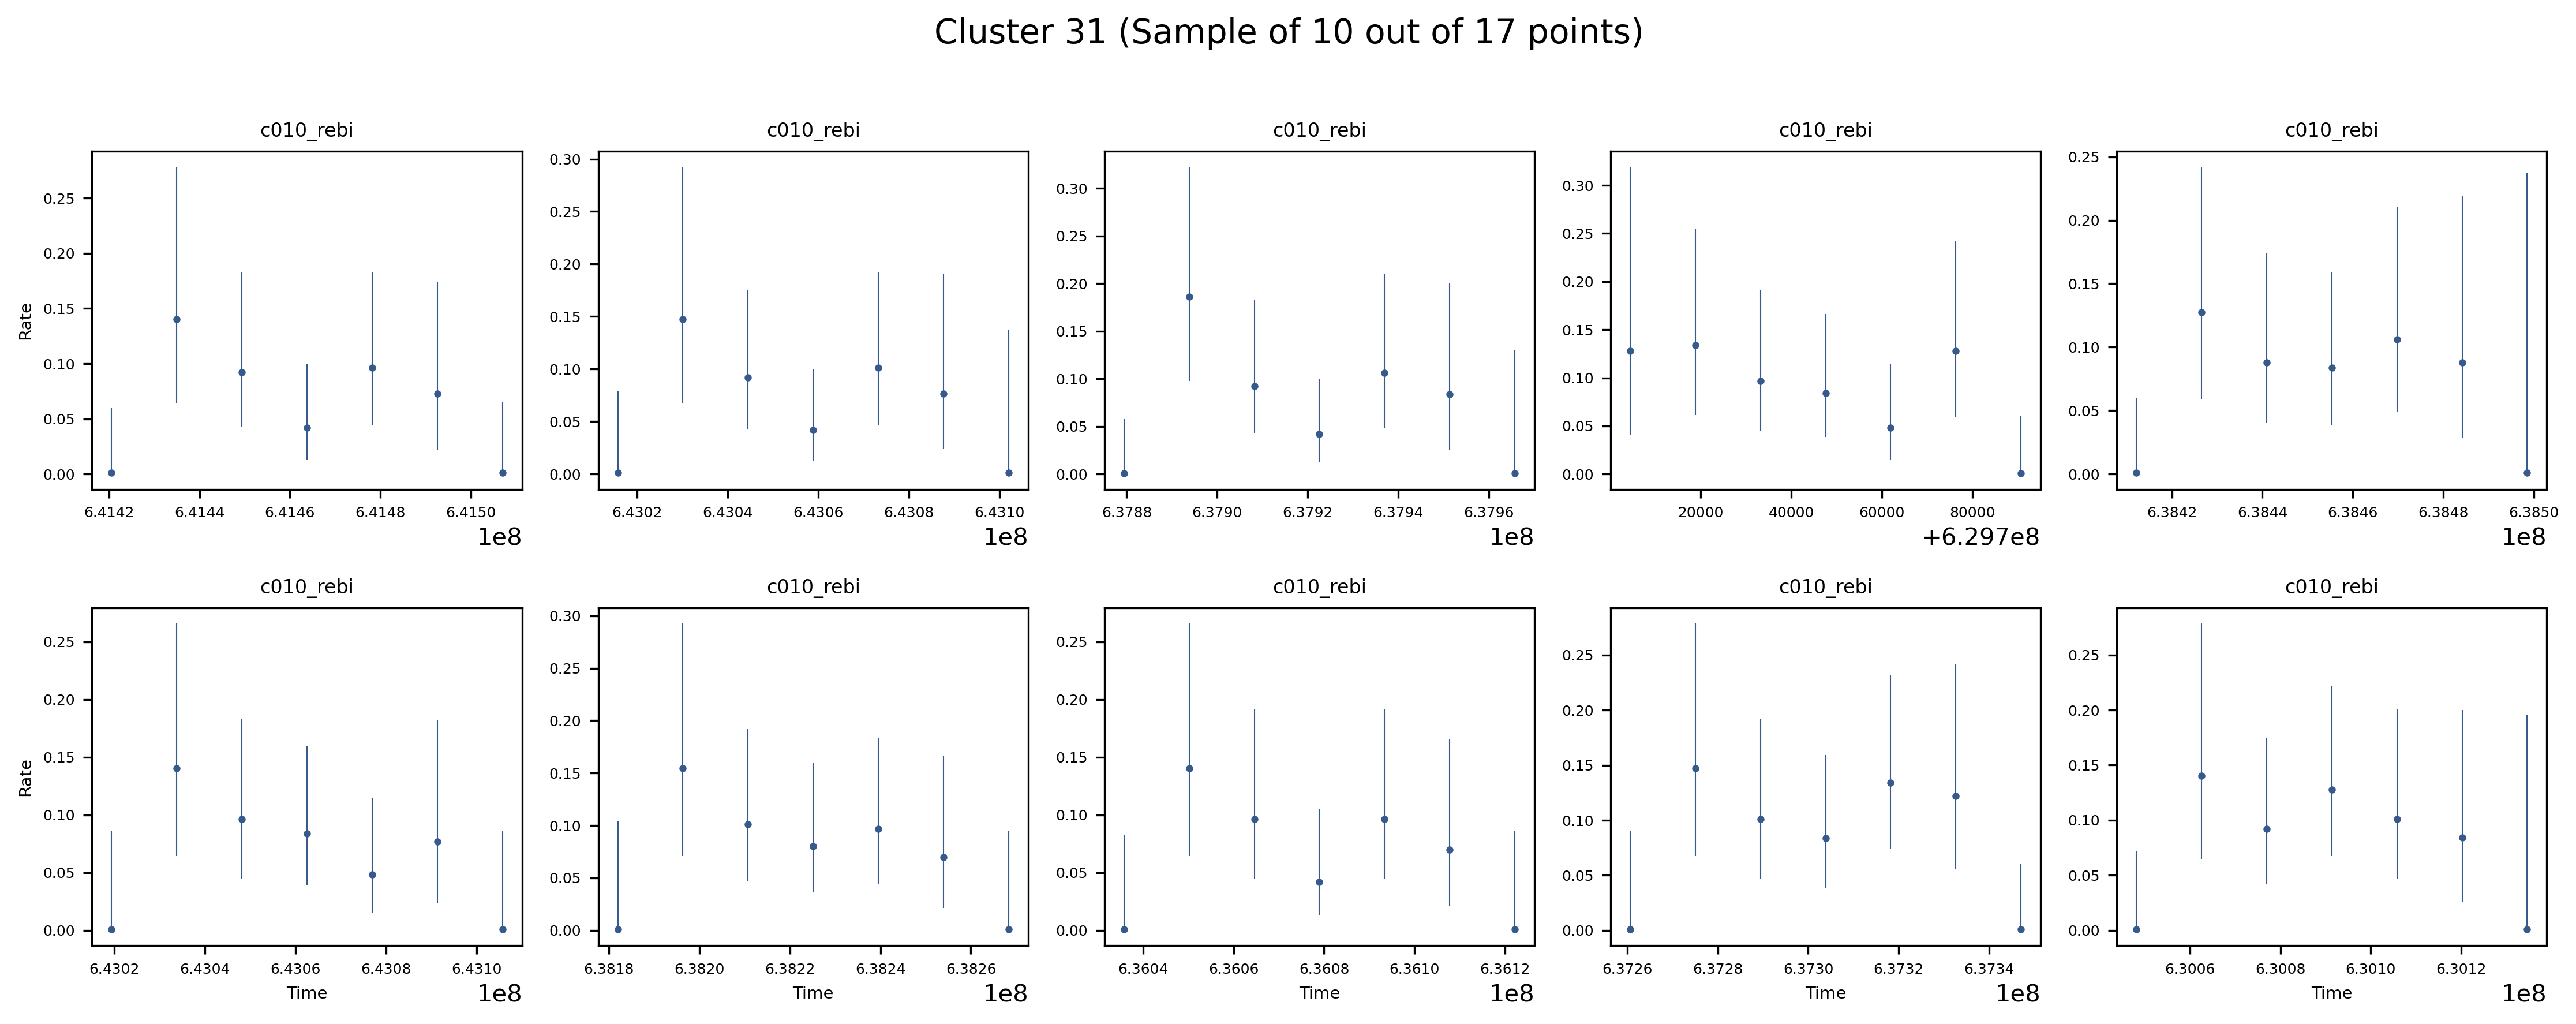 Cluster 31 (Sample of 10 out of 17 points)
c010_rebi c010_rebi c010_rebi c010_rebi c010_rebi
Rate
0.25 0.20 0.15 0.10 0.05 0.00
6.4142 6.4144 6.4146 6.4148 6.4150
1e8
0.30 0.25 0.20 0.15 0.10 0.05 0.00
6.4302 6.4304 6.4306 6.4308 6.4310
1e8
0.30 0.25 0.20 0.15 0.10 0.05 0.00
6.3788 6.3790 6.3792 6.3794 6.3796
1e8
0.30 0.25 0.20 0.15 0.10 0.05 0.00
20000 40000 60000 80000
+6.297e8
0.25 0.20 0.15 0.10 0.05 0.00
6.3842 6.3844 6.3846 6.3848 6.3850
1e8
c010_rebi c010_rebi c010_rebi c010_rebi c010_rebi
Rate
0.25 0.20 0.15 0.10 0.05 0.00
6.4302 6.4304 6.4306 6.4308 6.4310
Time
1e8
0.30 0.25 0.20 0.15 0.10 0.05 0.00
6.3818 6.3820 6.3822 6.3824 6.3826
Time
1e8
0.25 0.20 0.15 0.10 0.05 0.00
6.3604 6.3606 6.3608 6.3610 6.3612
Time
1e8
0.25 0.20 0.15 0.10 0.05 0.00
6.3726 6.3728 6.3730 6.3732 6.3734
Time
1e8
0.25 0.20 0.15 0.10 0.05 0.00
6.3006 6.3008 6.3010 6.3012
Time
1e8